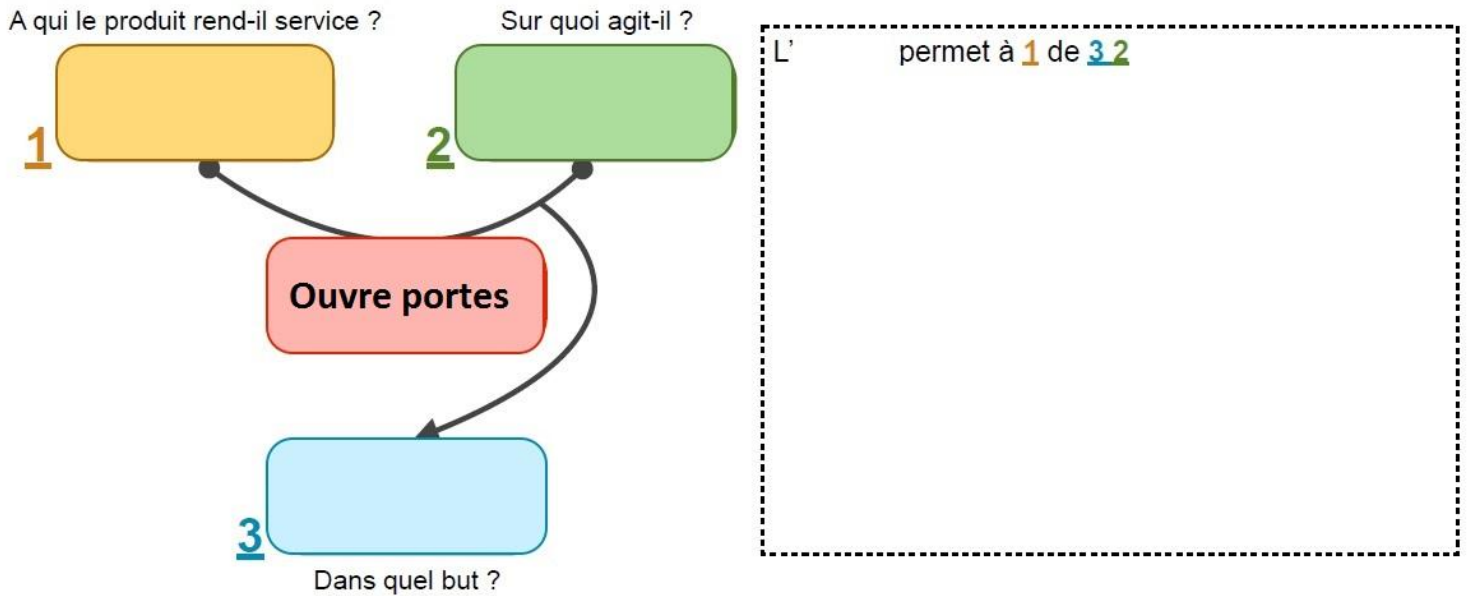 A qui le produit rend-il service ?
Sur quoi agit-il ?
1
2
Ouvre portes
3
Dans quel but ?
L’ permet à 1 de 3 2